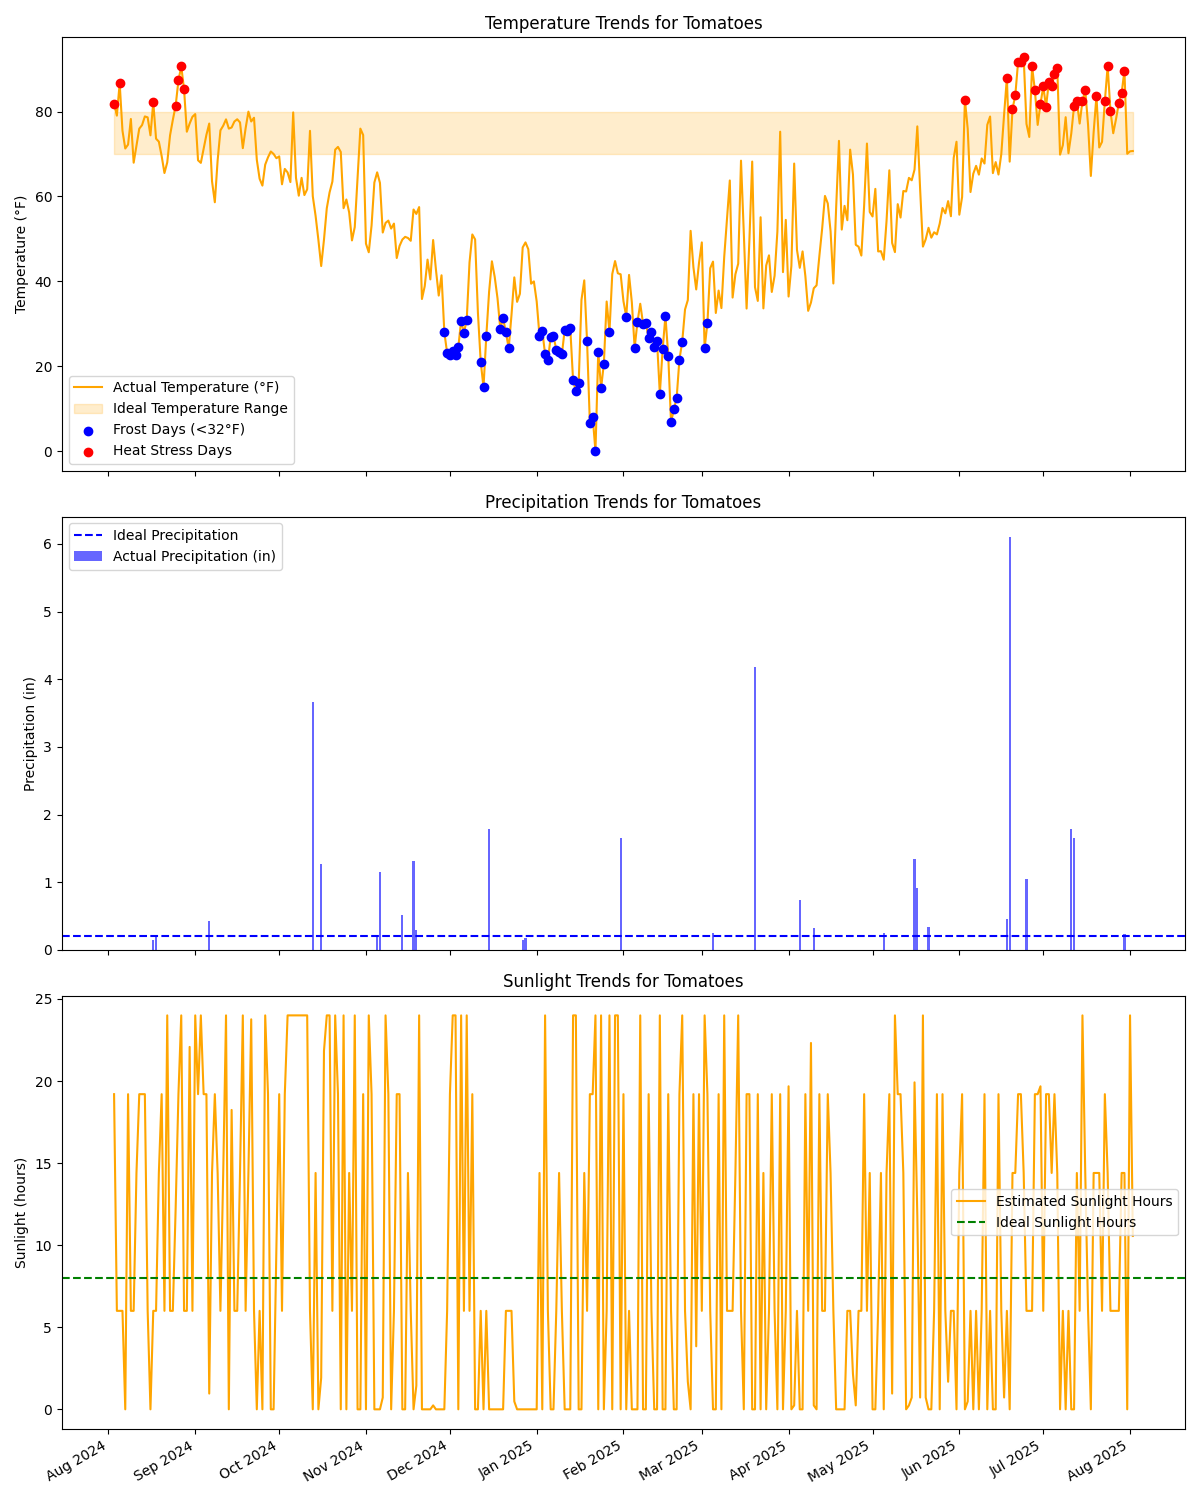 Temperature Trends for Tomatoes
80
60
40
20
0
Temperature (°F)
Actual Temperature (°F)
Ideal Temperature Range
Frost Days (<32°F)
Heat Stress Days
Precipitation Trends for Tomatoes
6
5
4
3
2
1
0
Precipitation (in)
Ideal Precipitation
Actual Precipitation (in)
Sunlight Trends for Tomatoes
25
20
15
10
5
0
Sunlight (hours)
Estimated Sunlight Hours
Ideal Sunlight Hours
Aug 2024
Sep 2024
Oct 2024
Nov 2024
Dec 2024
Jan 2025
Feb 2025
Mar 2025
Apr 2025
May 2025
Jun 2025
Jul 2025
Aug 2025